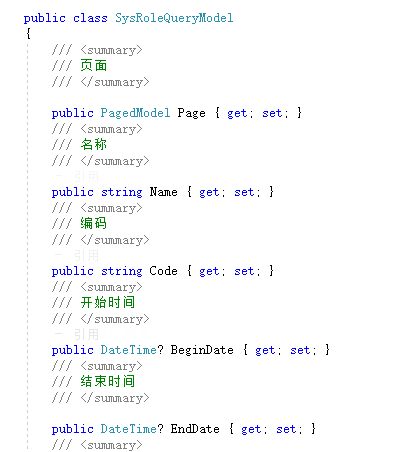 public class SysRoleQueryModel
{
/// <summary>
/// 页面
/// </summary>
public PagedModel Page { get; set; }
/// <summary>
/// 名称
/// </summary>
一 引用
public string Name { get; set; }
/// <summary>
/// 编码
/// </summary>
一 引用
public string Code { get; set; }
/// <summary>
/// 开始时间
/// </summary>
一 引用
public DateTime? BeginDate { get; set; }
/// <summary>
/// 结束时间
/// </summary>
public DateTime? EndDate { get; set; }
/// <summary>